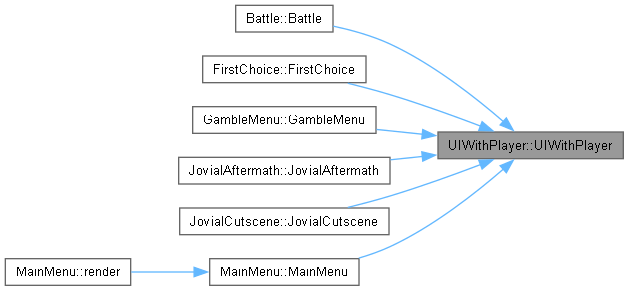 Battle::Battle
FirstChoice::FirstChoice
GambleMenu::GambleMenu
UIWithPlayer::UIWithPlayer
JovialAftermath::JovialAftermath
JovialCutscene::JovialCutscene
MainMenu::render
MainMenu::MainMenu